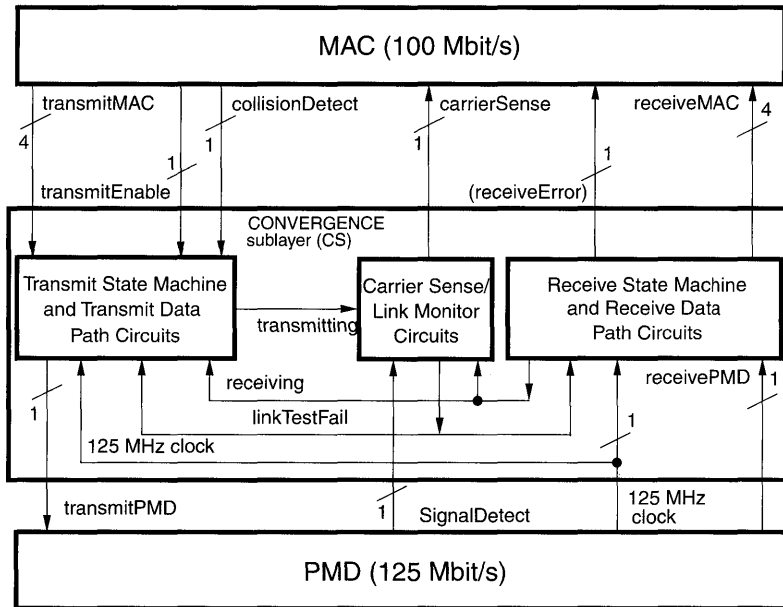 MAC (100 Mbit/s)
transmitMAC
collisionDetect
carrierSense
receiveMAC
4
1
1
1
1
4
transmitEnable
(receiveError)
CONVERGENCE
sublayer (CS)
Transmit State Machine
and Transmit Data
Path Circuits
transmitting
Carrier Sense/
Link Monitor
Circuits
Receive State Machine
and Receive Data
Path Circuits
receiving
receivePMD
1
linkTestFail
1
1
125 MHz clock
transmitPMD
1
SignalDetect
125 MHz
clock
PMD (125 Mbit/s)